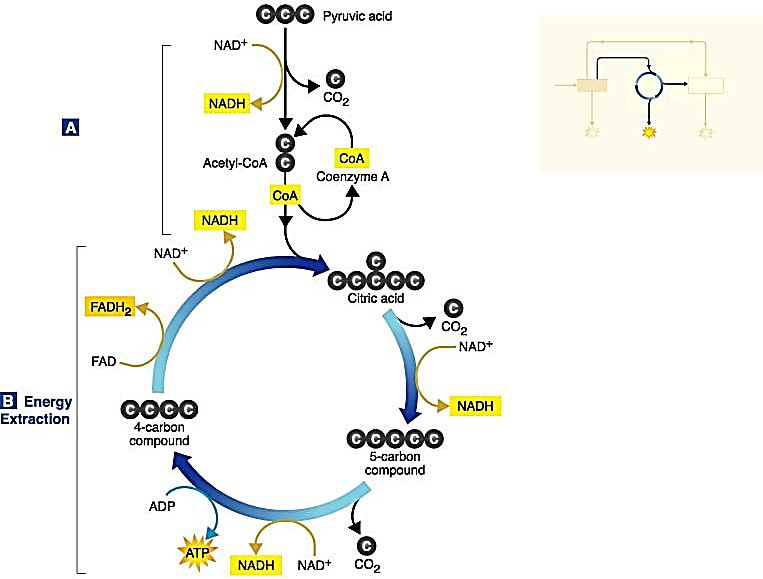 C C C Pyruvic acid
NAD+
C
CO2
NADH
A
C
C
Acetyl-CoA
CoA
Coenzyme A
CoA
NADH
NAD+
C
C C C C C
Citric acid
FADH2
C
CO2
NAD+
FAD
NADH
B Energy
Extraction
C C C C
4-carbon
compound
C C C C C
5-carbon
compound
ADP
ATP
NADH
NAD+
C
CO2